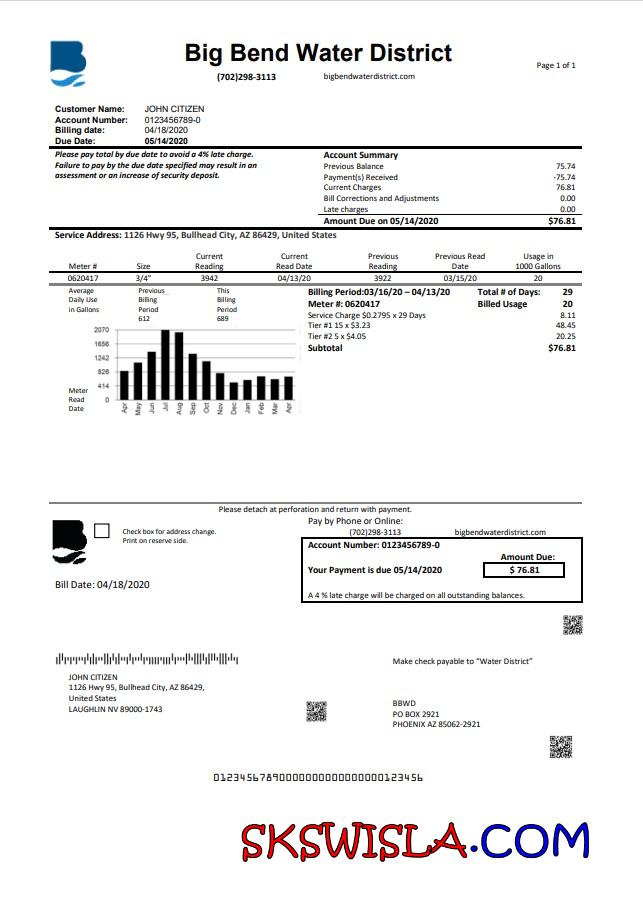 Big Bend Water District
(702)298-3113 bigbendwaterdistrict.com
Page 1 of 1
Customer Name: JOHN CITIZEN
Account Number: 0123456789-0
Billing date: 04/18/2020
Due Date: 05/14/2020
Please pay total by due date to avoid a 4% late charge.
Failure to pay by the due date specified may result in an
assessment or an increase of security deposit.
Account Summary
Previous Balance 75.74
Payment(s) Received -75.74
Current Charges 76.81
Bill Corrections and Adjustments 0.00
Late charges 0.00
Amount Due on 05/14/2020 $76.81
Service Address: 1126 Hwy 95, Bullhead City, AZ 86429, United States
Meter # Size Current Reading Current Read Date Previous Reading Previous Read Date Usage in 1000 Gallons
0620417 3/4" 3942 04/13/20 3922 03/15/20 20
Average Daily Use in Gallons
Previous_ Billing Period 612
This Billing Period 689
2070
1656
1242
828
414
0
Meter Read Date
Apr May Jun Jul Aug Sep Oct Nov Dec Jan Feb Mar Apr
Billing Period:03/16/20 – 04/13/20 Total # of Days: 29
Meter #: 0620417 Billed Usage 20
Service Charge $0.2795 x 29 Days 8.11
Tier #1 15 x $3.23 48.45
Tier #2 5 x $4.05 20.25
Subtotal $76.81
Please detach at perforation and return with payment.
Check box for address change.
Print on reserve side.
Pay by Phone or Online:
(702)298-3113 bigbendwaterdistrict.com
Account Number: 0123456789-0
Amount Due:
Your Payment is due 05/14/2020 $ 76.81
A 4 % late charge will be charged on all outstanding balances.
Bill Date: 04/18/2020
Make check payable to “Water District”
JOHN CITIZEN
1126 Hwy 95, Bullhead City, AZ 86429,
United States
LAUGHLIN NV 89000-1743
BBWD
PO BOX 2921
PHOENIX AZ 85062-2921
SKSWISLA.COM